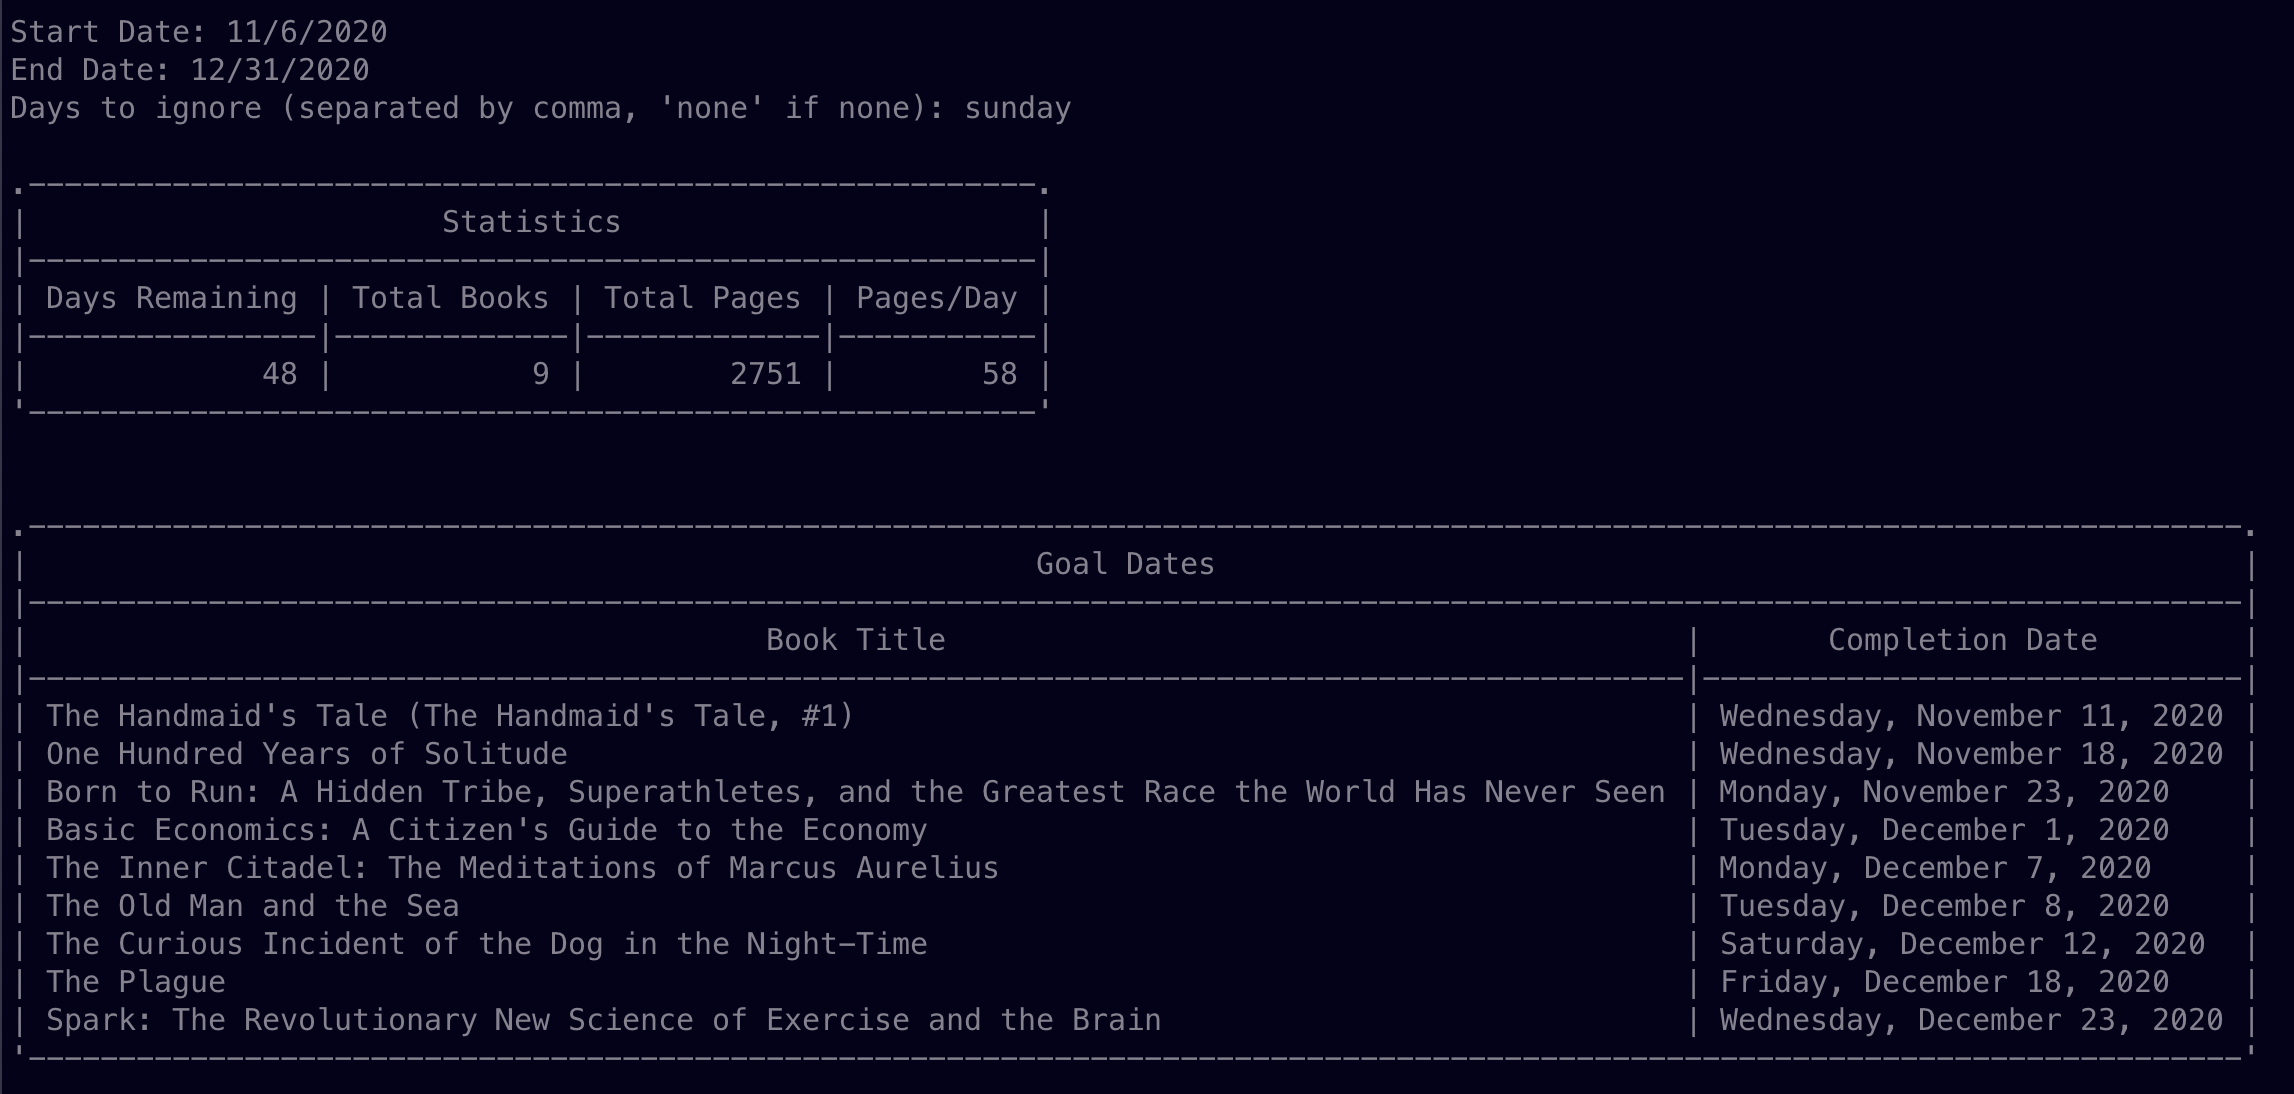 Start Date: 11/6/2020
End Date: 12/31/2020
Days to ignore (separated by comma, 'none' if none): sunday
Statistics
Days Remaining | Total Books | Total Pages | Pages/Day
48 | 9 | 2751 | 58
Goal Dates
Book Title | Completion Date
The Handmaid's Tale (The Handmaid's Tale, #1) | Wednesday, November 11, 2020
One Hundred Years of Solitude | Wednesday, November 18, 2020
Born to Run: A Hidden Tribe, Superathletes, and the Greatest Race the World Has Never Seen | Monday, November 23, 2020
Basic Economics: A Citizen's Guide to the Economy | Tuesday, December 1, 2020
The Inner Citadel: The Meditations of Marcus Aurelius | Monday, December 7, 2020
The Old Man and the Sea | Tuesday, December 8, 2020
The Curious Incident of the Dog in the Night-Time | Saturday, December 12, 2020
The Plague | Friday, December 18, 2020
Spark: The Revolutionary New Science of Exercise and the Brain | Wednesday, December 23, 2020